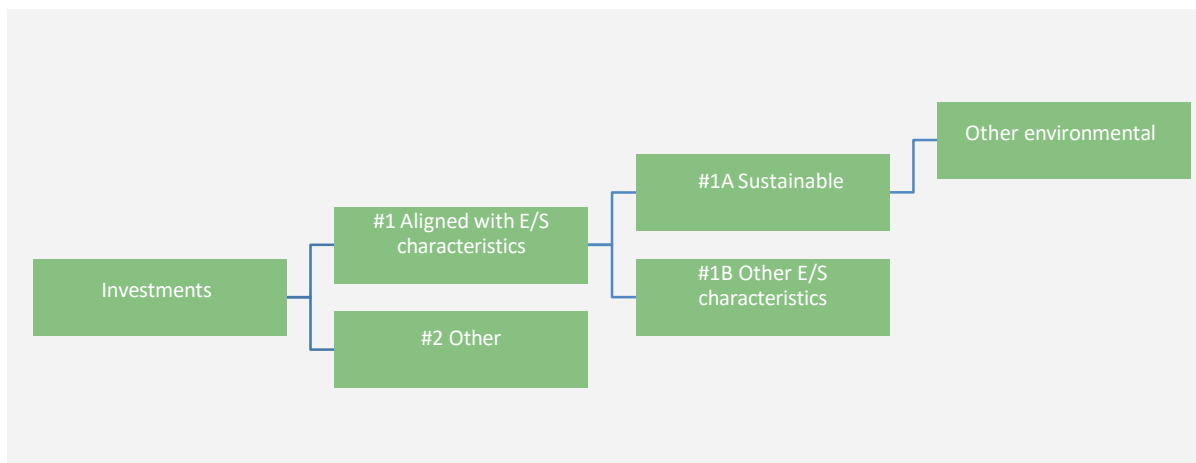 Investments
#1 Aligned with E/S
characteristics
#2 Other
#1A Sustainable
#1B Other E/S
characteristics
Other environmental